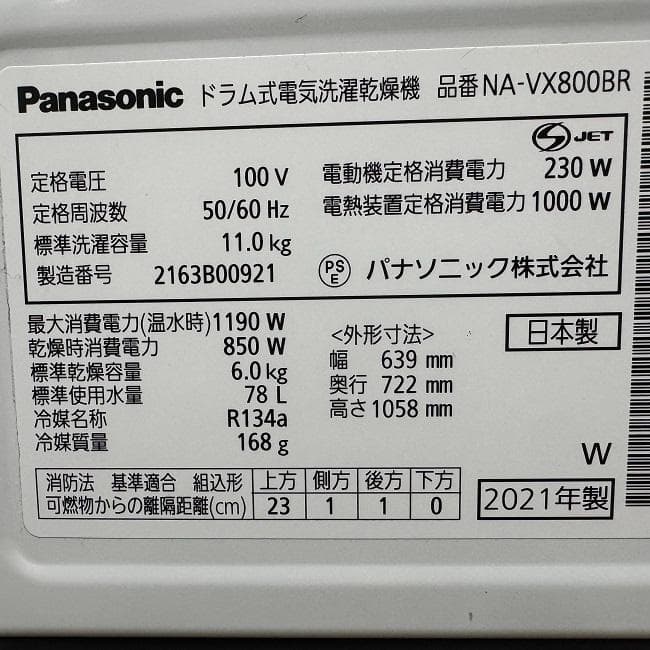 Panasonic ドラム式電気洗濯乾燥機 品番 NA-VX800BR
JET
定格電圧 100 V 電動機定格消費電力 230 W
定格周波数 50/60 Hz 電熱装置定格消費電力 1000 W
標準洗濯容量 11.0 kg
製造番号 2163B00921 PSE パナソニック株式会社
最大消費電力(温水時) 1190 W
乾燥時消費電力 850 W
標準乾燥容量 6.0 kg
標準使用水量 78 L
冷媒名称 R134a
冷媒質量 168 g
<外形寸法>
幅 639 mm
奥行 722 mm
高さ 1058 mm
日本製
W
消防法 基準適合 組込形 上方 側方 後方 下方
可燃物からの離隔距離(cm) 23 1 1 0
2021年製